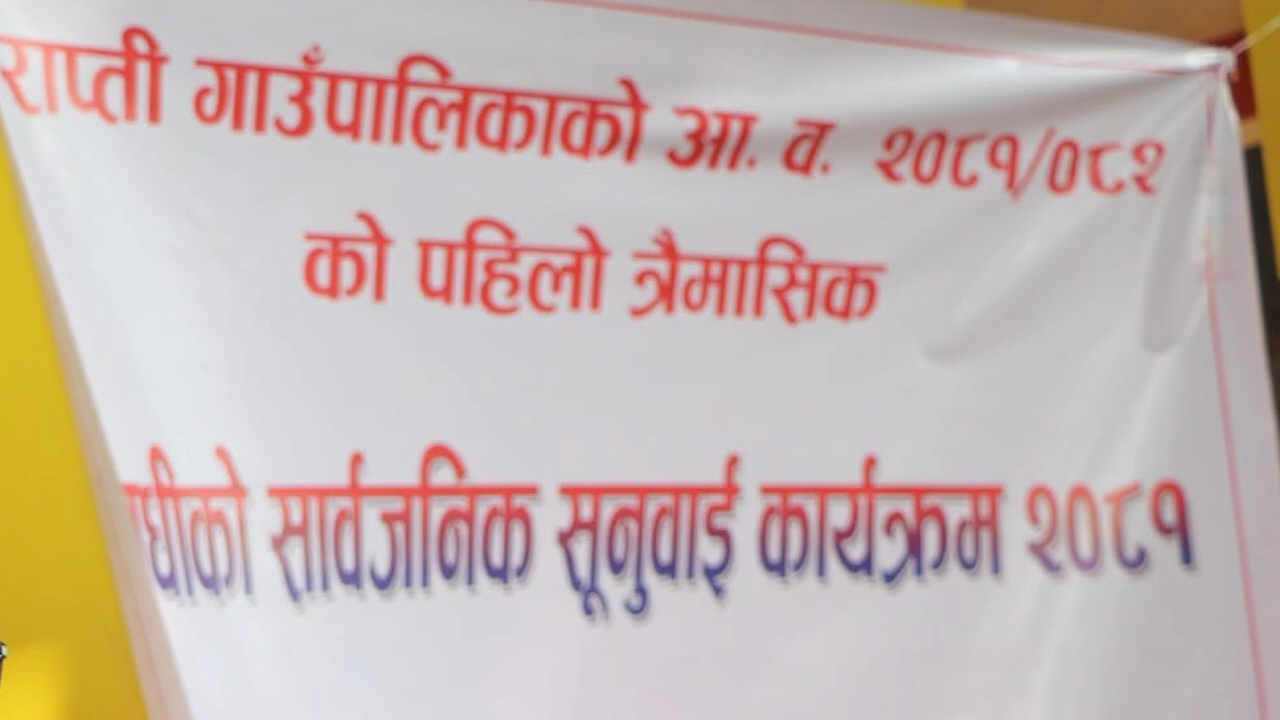 राप्ती गाउँपालिकाको आ. व. २०८१/०८२
को पहिलो त्रैमासिक
धीको सार्वजनिक सूनुवाई कार्यक्रम २०८१